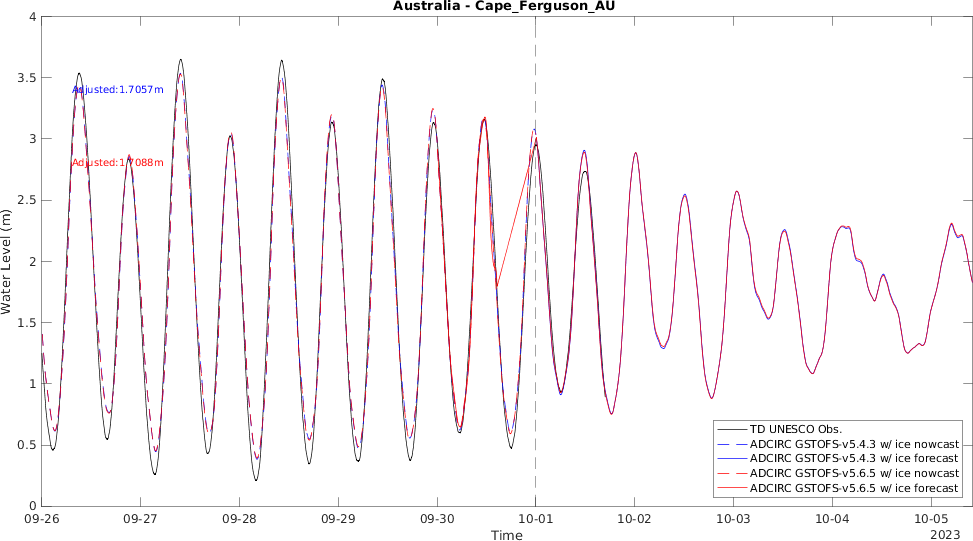 Australia - Cape_Ferguson_AU
4
3.5
Adjusted:1.7057m
3
Adjusted:1.7088m
2.5
2
1.5
1
0.5
0
Water Level (m)
TD UNESCO Obs.
ADCIRC GSTOFS-v5.4.3 w/ ice nowcast
ADCIRC GSTOFS-v5.4.3 w/ ice forecast
ADCIRC GSTOFS-v5.6.5 w/ ice nowcast
ADCIRC GSTOFS-v5.6.5 w/ ice forecast
09-26 09-27 09-28 09-29 09-30 10-01 10-02 10-03 10-04 10-05
Time
2023